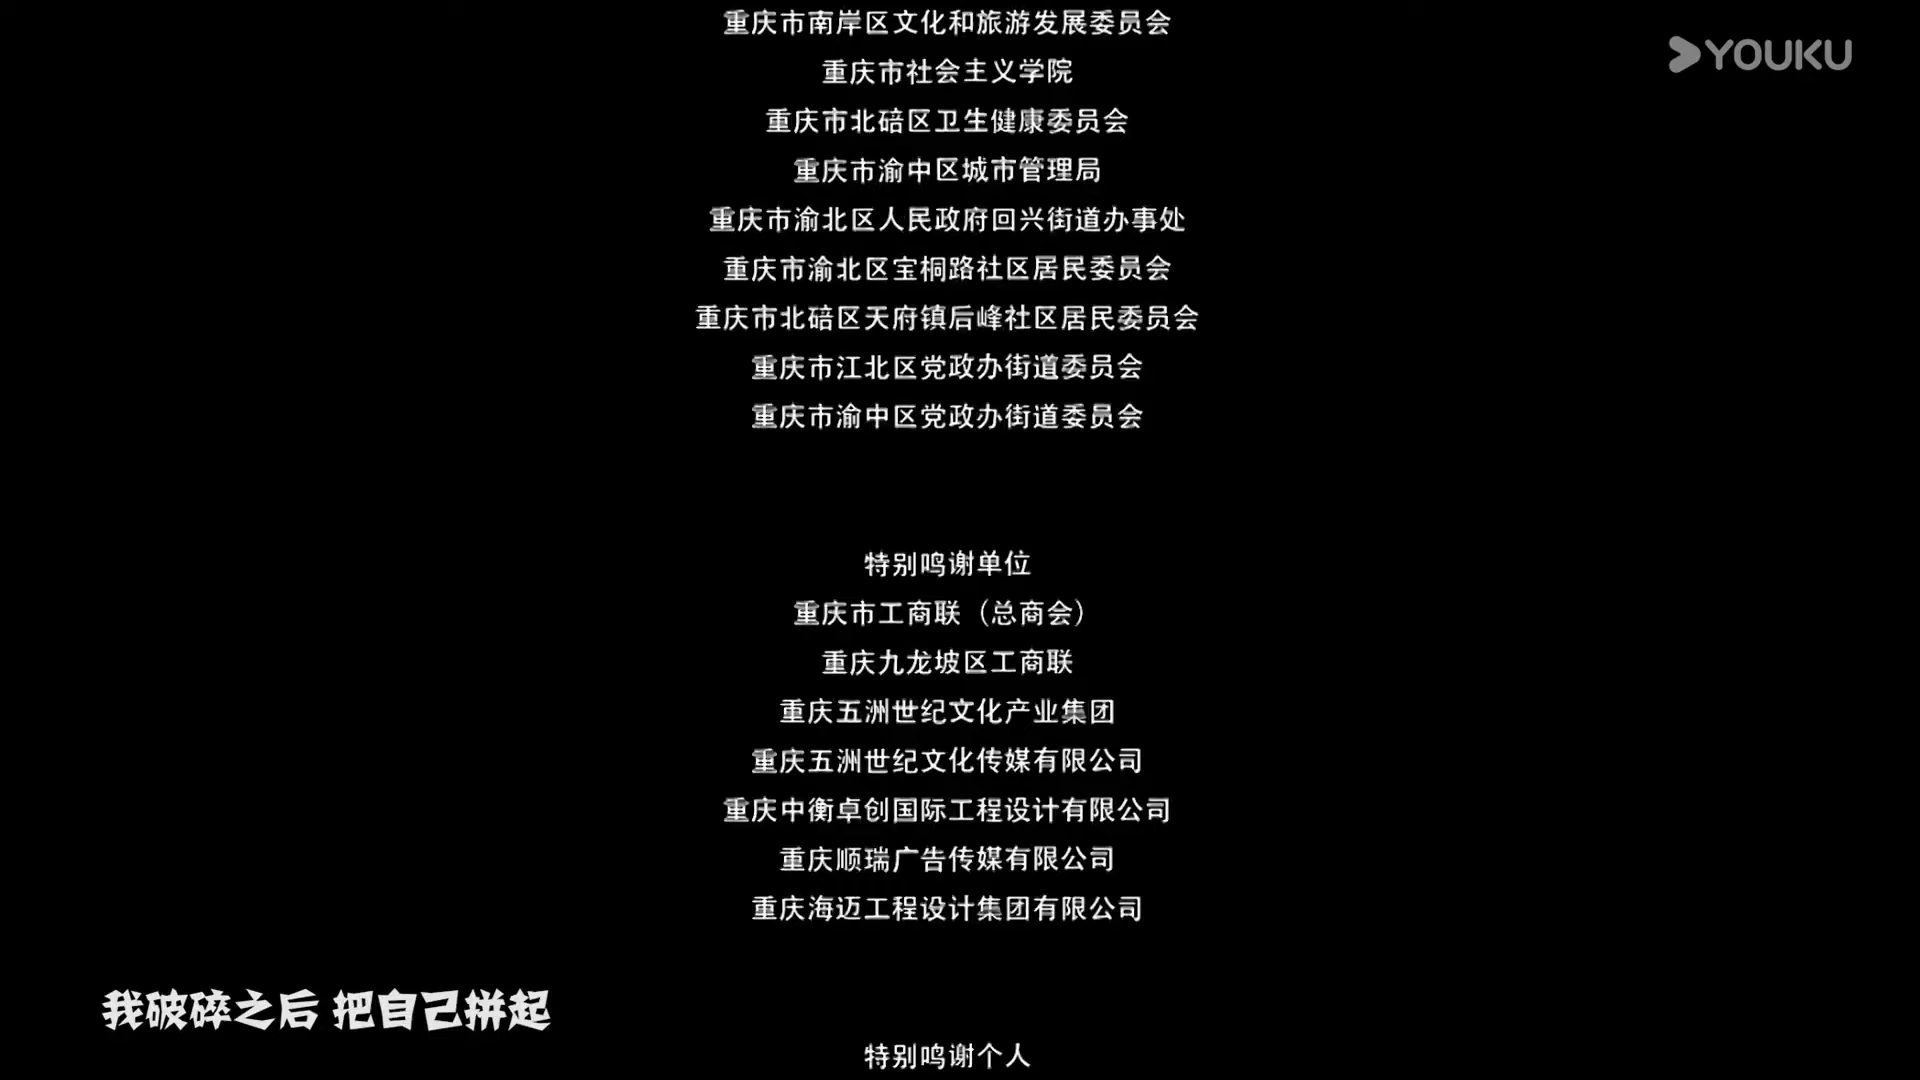 重庆市南岸区文化和旅游发展委员会
YOUKU
重庆市社会主义学院
重庆市北碚区卫生健康委员会
重庆市渝中区城市管理局
重庆市渝北区人民政府回兴街道办事处
重庆市渝北区宝桐路社区居民委员会
重庆市北碚区天府镇后峰社区居民委员会
重庆市江北区党政办街道委员会
重庆市渝中区党政办街道委员会
特别鸣谢单位
重庆市工商联（总商会）
重庆九龙坡区工商联
重庆五洲世纪文化产业集团
重庆五洲世纪文化传媒有限公司
重庆中衡卓创国际工程设计有限公司
重庆顺瑞广告传媒有限公司
重庆海迈工程设计集团有限公司
我破碎之后 把自己拼起
特别鸣谢个人